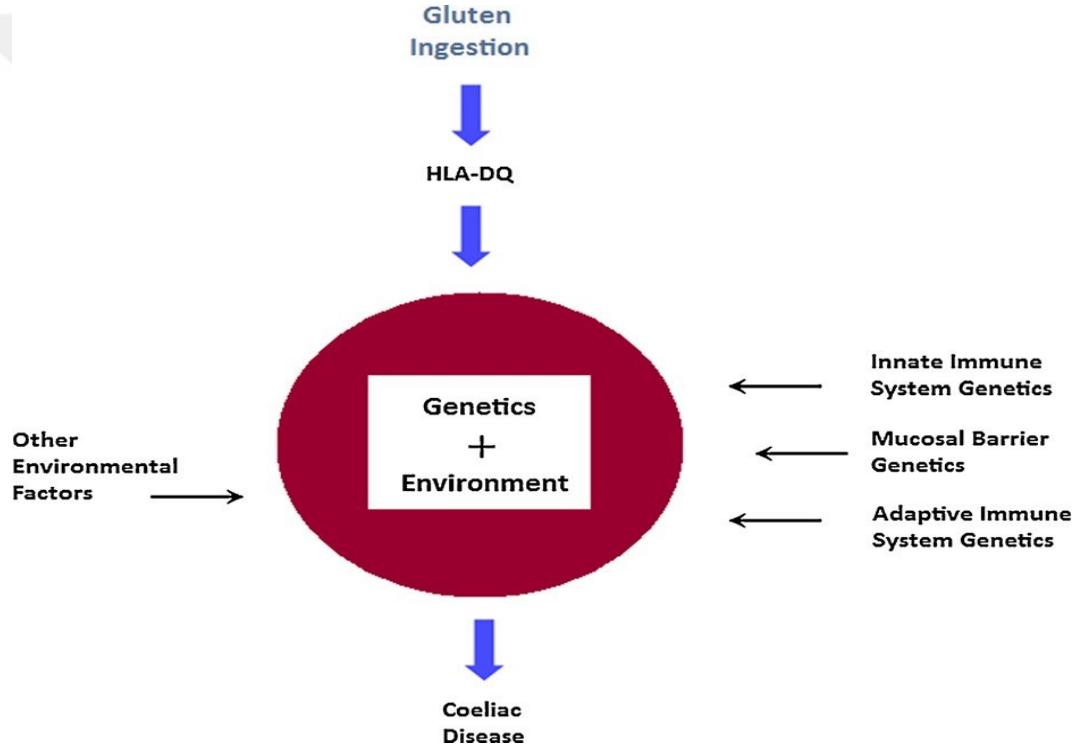 Gluten
Ingestion
HLA-DQ
Genetics
+
Environment
Other
Environmental
Factors
Innate Immune
System Genetics
Mucosal Barrier
Genetics
Adaptive Immune
System Genetics
Coeliac
Disease